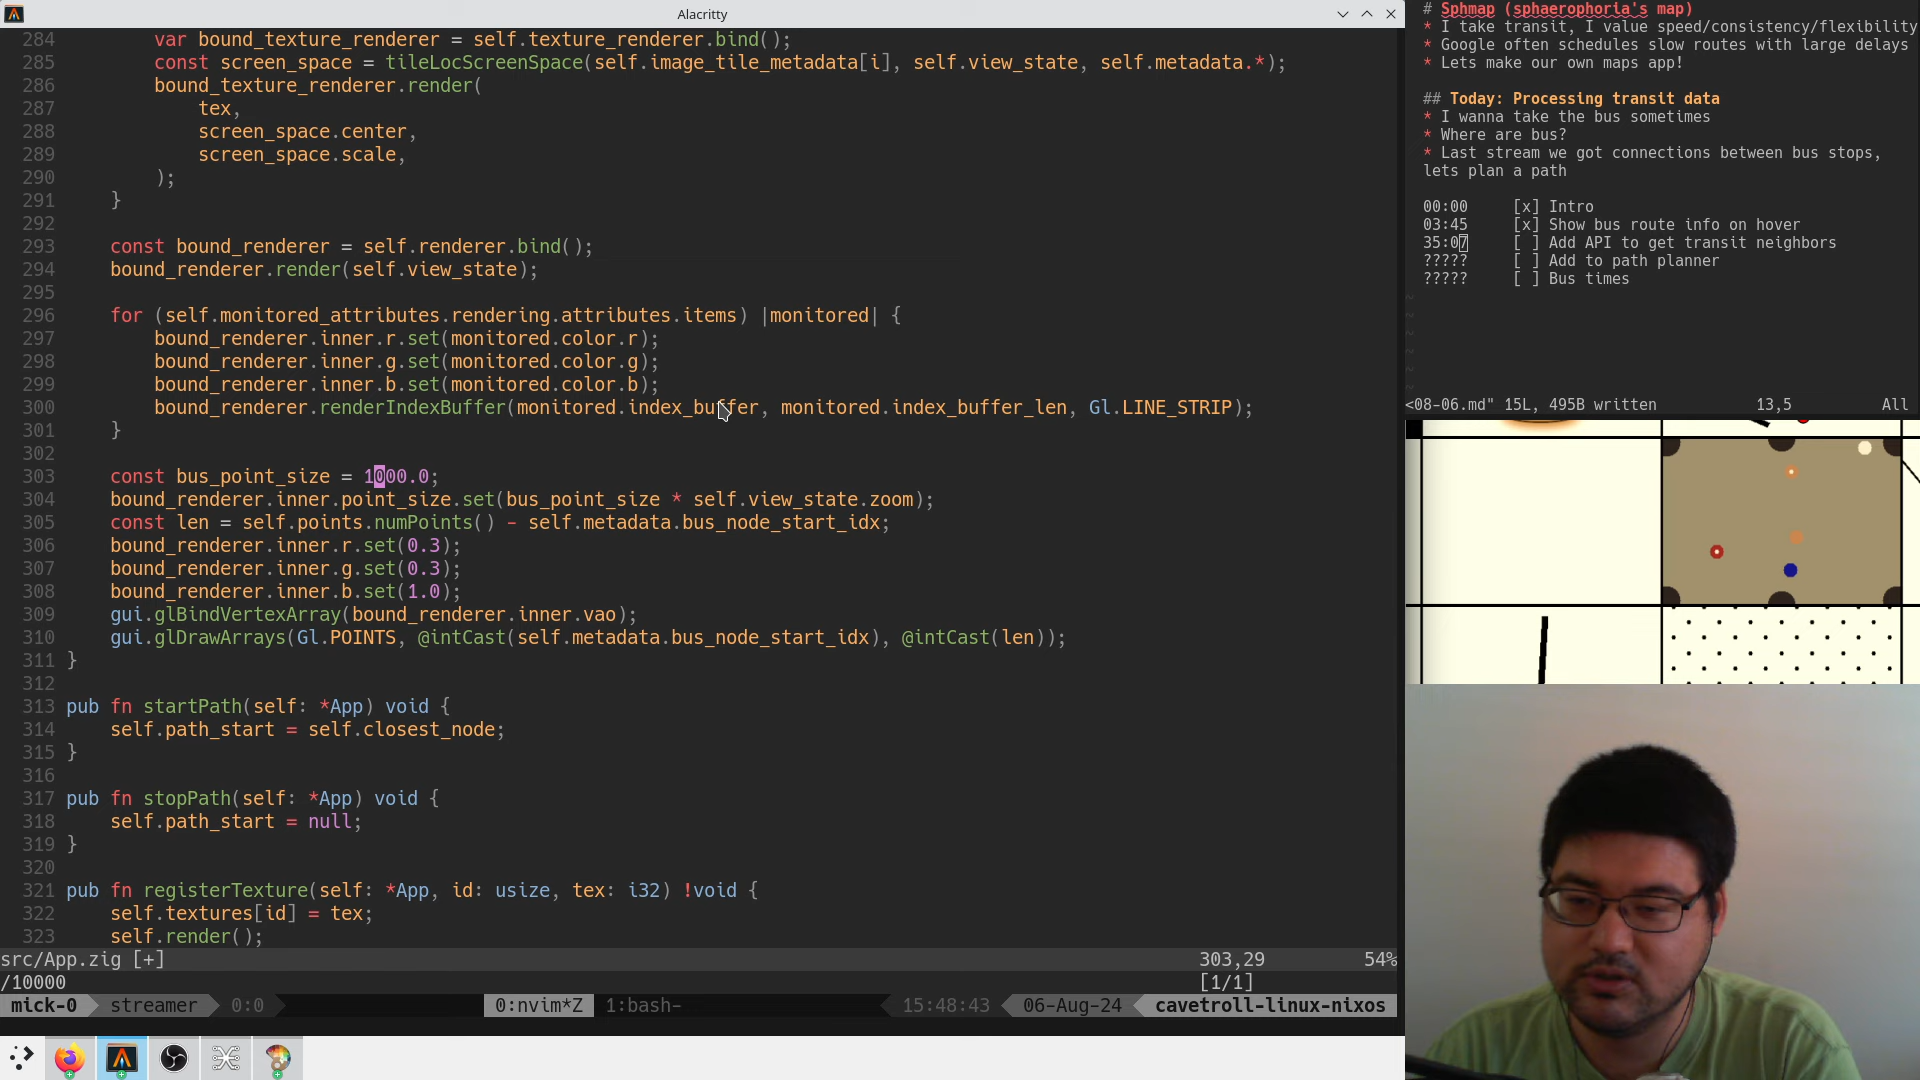 Alacritty
284 var bound_texture_renderer = self.texture_renderer.bind();
285 const screen_space = tileLocScreenSpace(self.image_tile_metadata[i], self.view_state, self.metadata.*);
286 bound_texture_renderer.render(
287 tex,
288 screen_space.center,
289 screen_space.scale,
290 );
291 }
292
293 const bound_renderer = self.renderer.bind();
294 bound_renderer.render(self.view_state);
295
296 for (self.monitored_attributes.rendering.attributes.items) |monitored| {
297 bound_renderer.inner.r.set(monitored.color.r);
298 bound_renderer.inner.g.set(monitored.color.g);
299 bound_renderer.inner.b.set(monitored.color.b);
300 bound_renderer.renderIndexBuffer(monitored.index_buffer, monitored.index_buffer_len, Gl.LINE_STRIP);
301 }
302
303 const bus_point_size = 1000.0;
304 bound_renderer.inner.point_size.set(bus_point_size * self.view_state.zoom);
305 const len = self.points.numPoints() - self.metadata.bus_node_start_idx;
306 bound_renderer.inner.r.set(0.3);
307 bound_renderer.inner.g.set(0.3);
308 bound_renderer.inner.b.set(1.0);
309 gui.glBindVertexArray(bound_renderer.inner.vao);
310 gui.glDrawArrays(Gl.POINTS, @intCast(self.metadata.bus_node_start_idx), @intCast(len));
311 }
312
313 pub fn startPath(self: *App) void {
314 self.path_start = self.closest_node;
315 }
316
317 pub fn stopPath(self: *App) void {
318 self.path_start = null;
319 }
320
321 pub fn registerTexture(self: *App, id: usize, tex: i32) !void {
322 self.textures[id] = tex;
323 self.render();
src/App.zig [+] 303,29 54%
/10000 [1/1]
mick-0 streamer 0:0 0:nvim*Z 1:bash- 15:48:43 06-Aug-24 cavetroll-linux-nixos
# Sphmap (sphaerophoria's map)
* I take transit, I value speed/consistency/flexibility
* Google often schedules slow routes with large delays
* Lets make our own maps app!
## Today: Processing transit data
* I wanna take the bus sometimes
* Where are bus?
* Last stream we got connections between bus stops,
lets plan a path
00:00 [x] Intro
03:45 [x] Show bus route info on hover
35:07 [ ] Add API to get transit neighbors
????? [ ] Add to path planner
????? [ ] Bus times
~
~
~
~
~
~
<08-06.md" 15L, 495B written 13,5 All